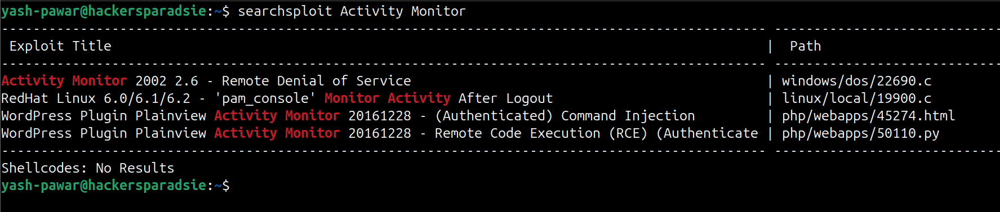 yash-pawar@hackersparadsie:~$ searchsploit Activity Monitor
--------------------------------------------------------------------------------------------------- ----------------------------
 Exploit Title                                                                                     |  Path
--------------------------------------------------------------------------------------------------- ----------------------------
Activity Monitor 2002 2.6 - Remote Denial of Service                                               | windows/dos/22690.c
RedHat Linux 6.0/6.1/6.2 - 'pam_console' Monitor Activity After Logout                             | linux/local/19900.c
WordPress Plugin Plainview Activity Monitor 20161228 - (Authenticated) Command Injection           | php/webapps/45274.html
WordPress Plugin Plainview Activity Monitor 20161228 - Remote Code Execution (RCE) (Authenticate | php/webapps/50110.py
--------------------------------------------------------------------------------------------------- ----------------------------
Shellcodes: No Results
yash-pawar@hackersparadsie:~$